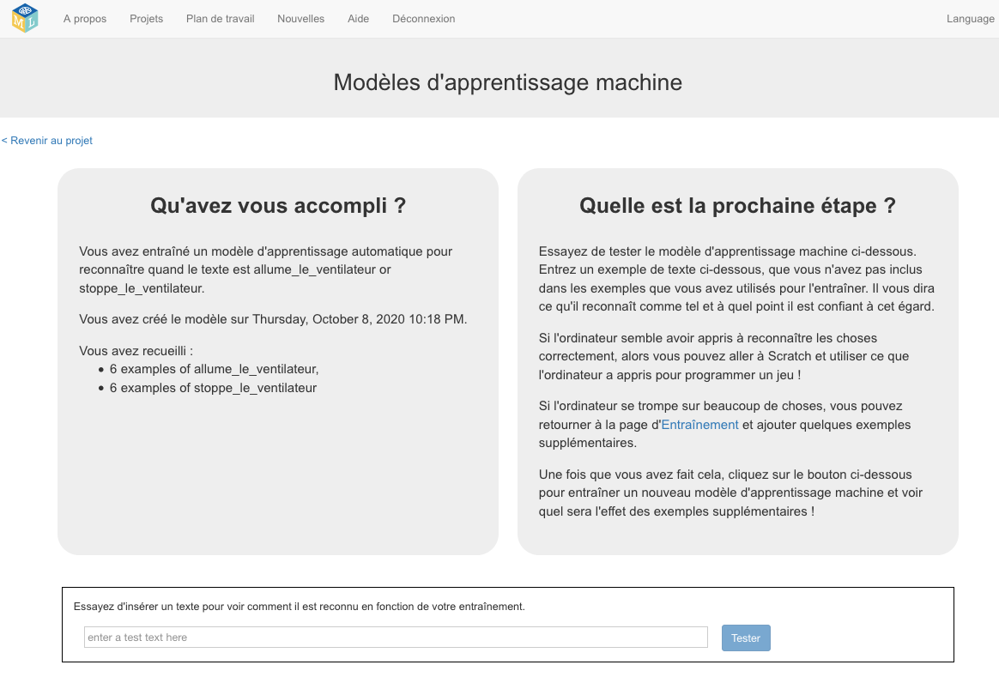 A propos Projets Plan de travail Nouvelles Aide Déconnexion Language
Modèles d'apprentissage machine
< Revenir au projet
Qu'avez vous accompli ?
Vous avez entraîné un modèle d'apprentissage automatique pour
reconnaître quand le texte est allume_le_ventilateur or
stoppe_le_ventilateur.
Vous avez créé le modèle sur Thursday, October 8, 2020 10:18 PM.
Vous avez recueilli :
• 6 examples of allume_le_ventilateur,
• 6 examples of stoppe_le_ventilateur
Quelle est la prochaine étape ?
Essayez de tester le modèle d'apprentissage machine ci-dessous.
Entrez un exemple de texte ci-dessous, que vous n'avez pas inclus
dans les exemples que vous avez utilisés pour l'entraîner. Il vous dira
ce qu'il reconnaît comme tel et à quel point il est confiant à cet égard.
Si l'ordinateur semble avoir appris à reconnaître les choses
correctement, alors vous pouvez aller à Scratch et utiliser ce que
l'ordinateur a appris pour programmer un jeu !
Si l'ordinateur se trompe sur beaucoup de choses, vous pouvez
retourner à la page d'Entraînement et ajouter quelques exemples
supplémentaires.
Une fois que vous avez fait cela, cliquez sur le bouton ci-dessous
pour entraîner un nouveau modèle d'apprentissage machine et voir
quel sera l'effet des exemples supplémentaires !
Essayez d'insérer un texte pour voir comment il est reconnu en fonction de votre entraînement.
enter a test text here Tester